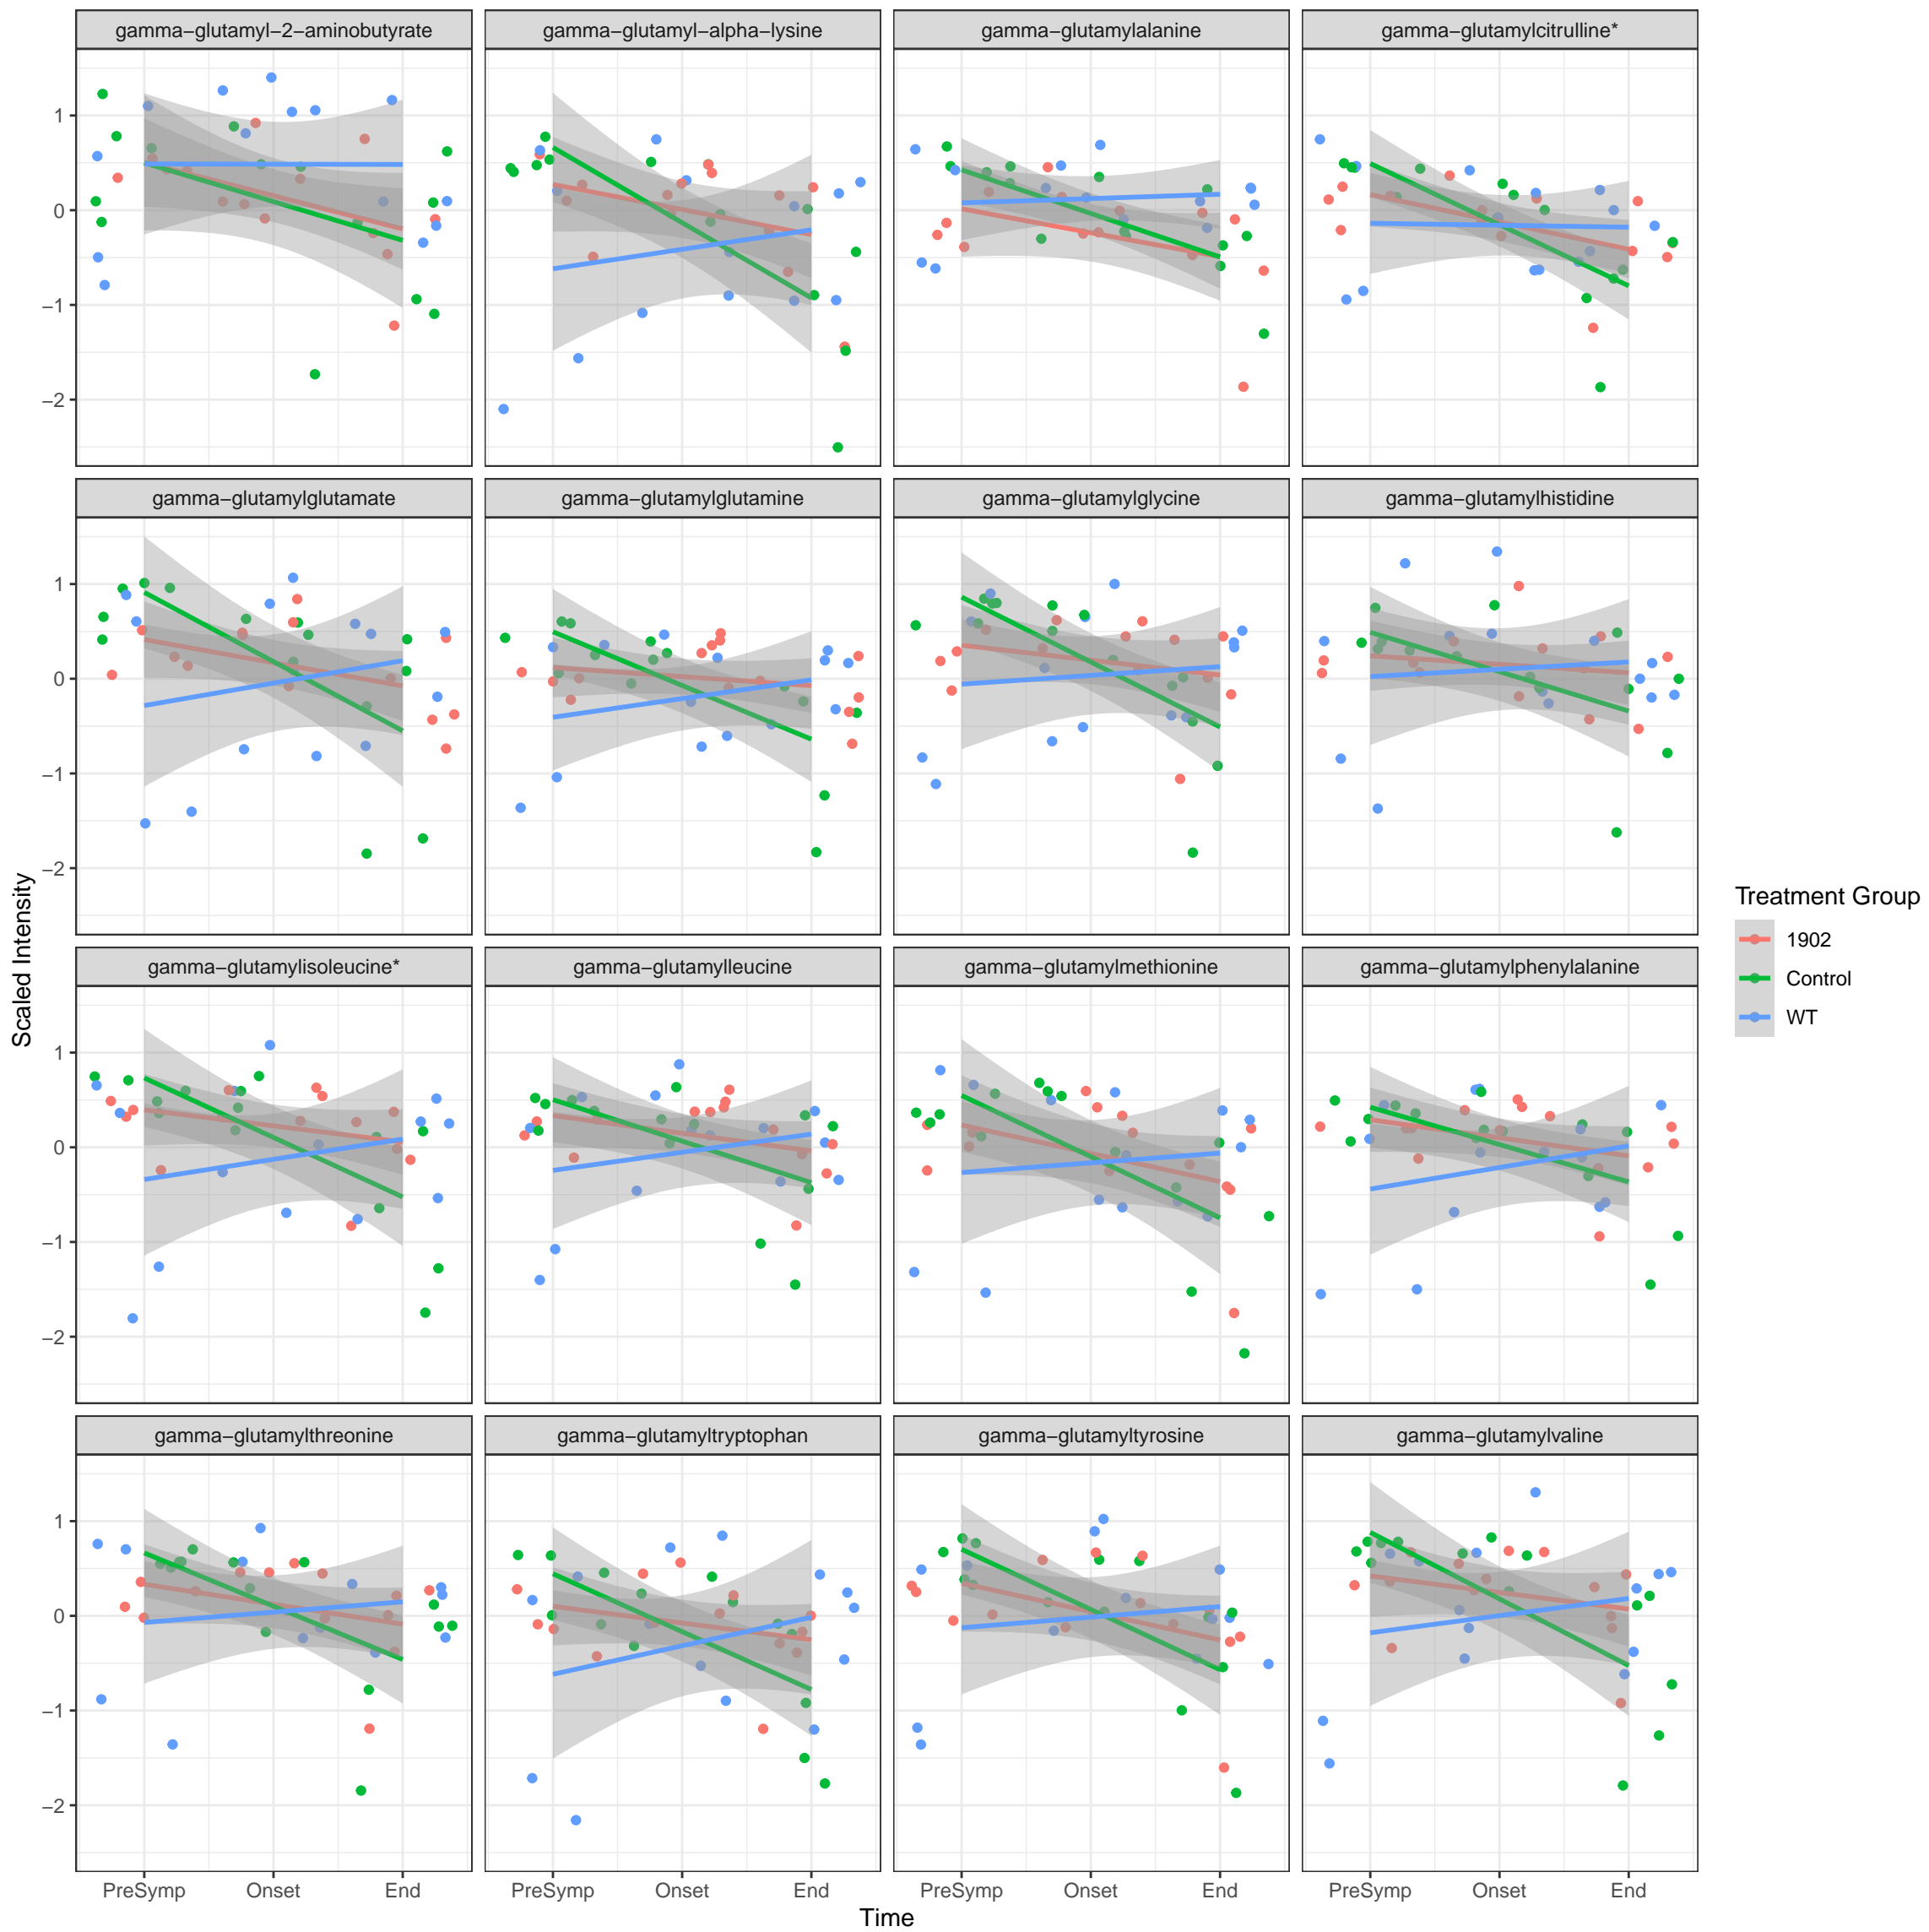 gamma−glutamyl−2−aminobutyrate
gamma−glutamyl−alpha−lysine
gamma−glutamylalanine
gamma−glutamylcitrulline*
1
0
−1
−2
gamma−glutamylglutamate
gamma−glutamylglutamine
gamma−glutamylglycine
gamma−glutamylhistidine
1
0
−1
−2
gamma−glutamylisoleucine*
gamma−glutamylleucine
gamma−glutamylmethionine
gamma−glutamylphenylalanine
1
0
−1
−2
gamma−glutamylthreonine
gamma−glutamyltryptophan
gamma−glutamyltyrosine
gamma−glutamylvaline
1
0
−1
−2
PreSymp
Onset
End
PreSymp
Onset
End
PreSymp
Onset
End
PreSymp
Onset
End
Time
Scaled Intensity
Treatment Group
1902
Control
WT